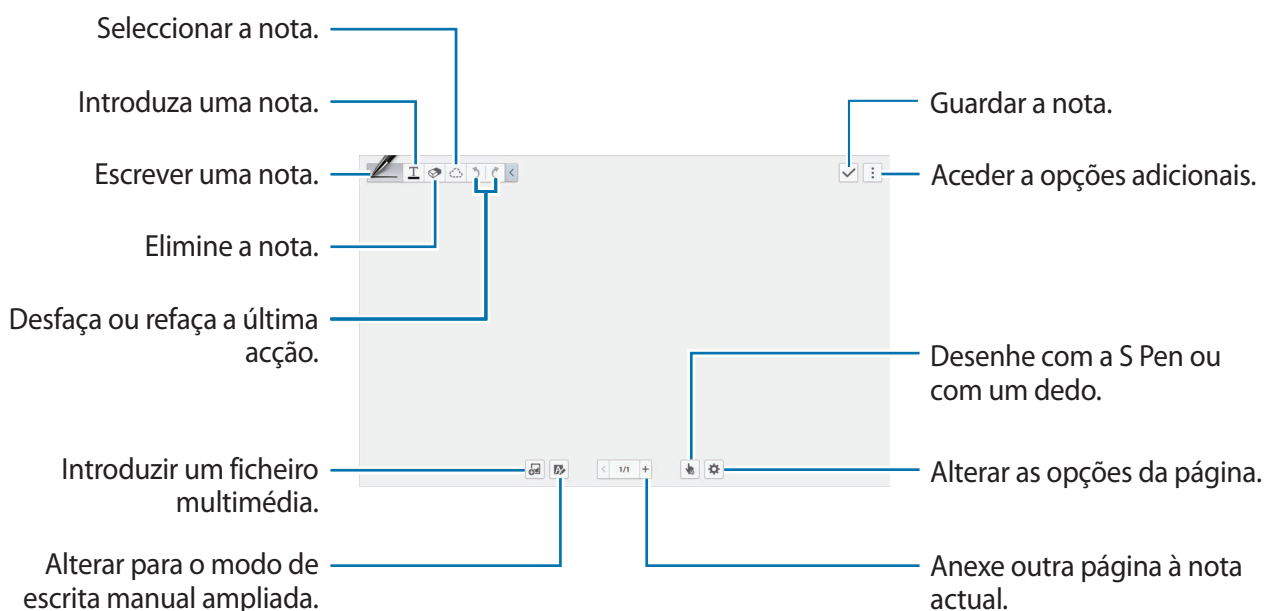 Seleccionar a nota.
Introduza uma nota.
Escrever uma nota.
Elimine a nota.
Desfaça ou refaça a última
acção.
Introduzir um ficheiro
multimédia.
Alterar para o modo de
escrita manual ampliada.
T
1/1
Guardar a nota.
Aceder a opções adicionais.
Desenhe com a S Pen ou
com um dedo.
Alterar as opções da página.
Anexe outra página à nota
actual.